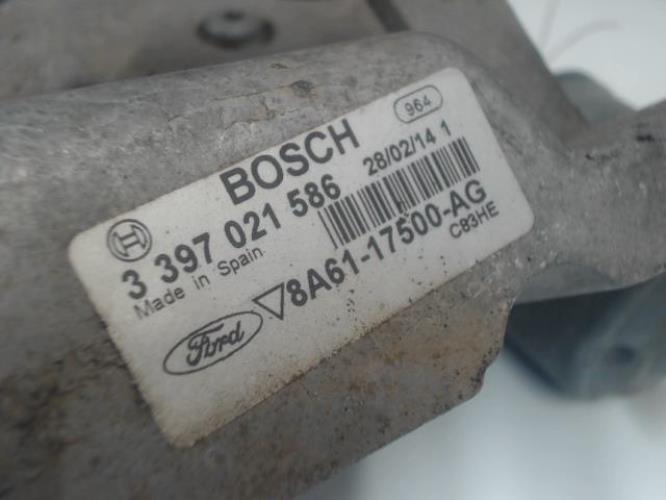 BOSCH
964
3 397 021 586
28/02/14 1
Made in Spain
Ford
8A61-17500-AG
C83HE